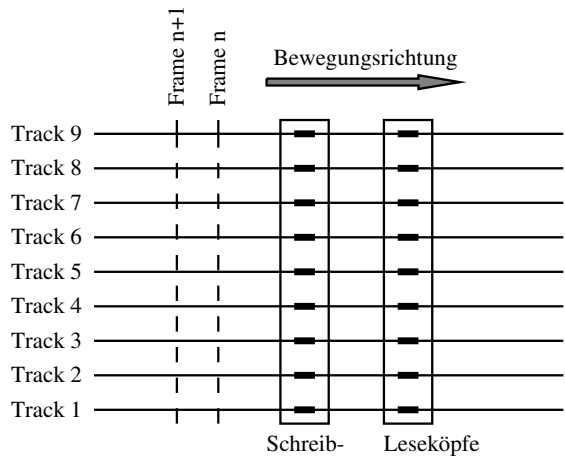 Frame n+1
Frame n
Bewegungsrichtung
Track 9
Track 8
Track 7
Track 6
Track 5
Track 4
Track 3
Track 2
Track 1
Schreib- Leseköpfe